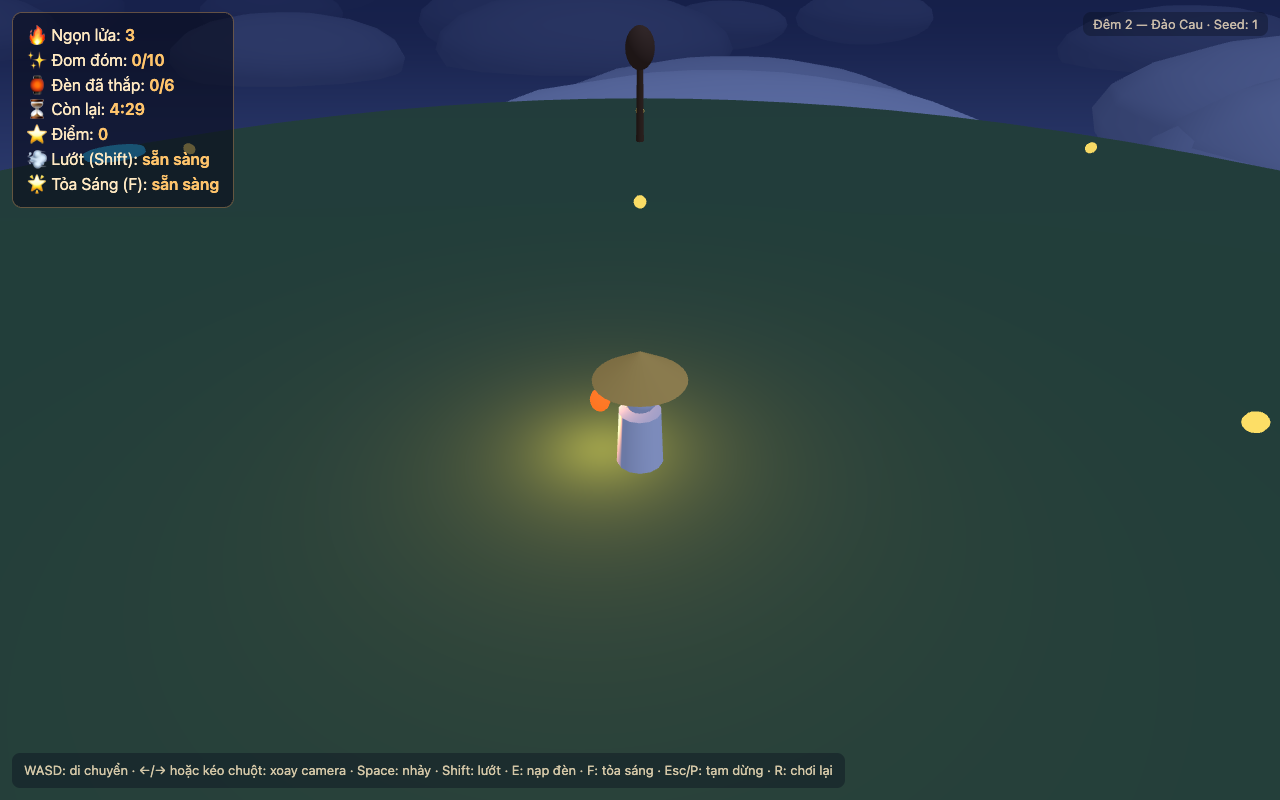 🔥 Ngọn lửa: 3
✨ Đom đóm: 0/10
🏮 Đèn đã thắp: 0/6
⏳ Còn lại: 4:29
⭐ Điểm: 0
💨 Lướt (Shift): sẵn sàng
🌟 Tỏa Sáng (F): sẵn sàng
Đêm 2 — Đảo Cau · Seed: 1
WASD: di chuyển · ←/→ hoặc kéo chuột: xoay camera · Space: nhảy · Shift: lướt · E: nạp đèn · F: tỏa sáng · Esc/P: tạm dừng · R: chơi lại